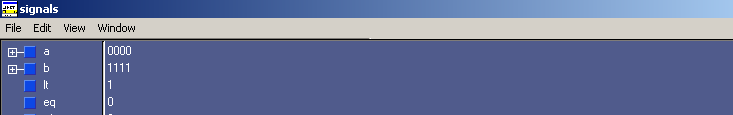 signals
File Edit View Window
a 0000
b 1111
lt 1
eq 0